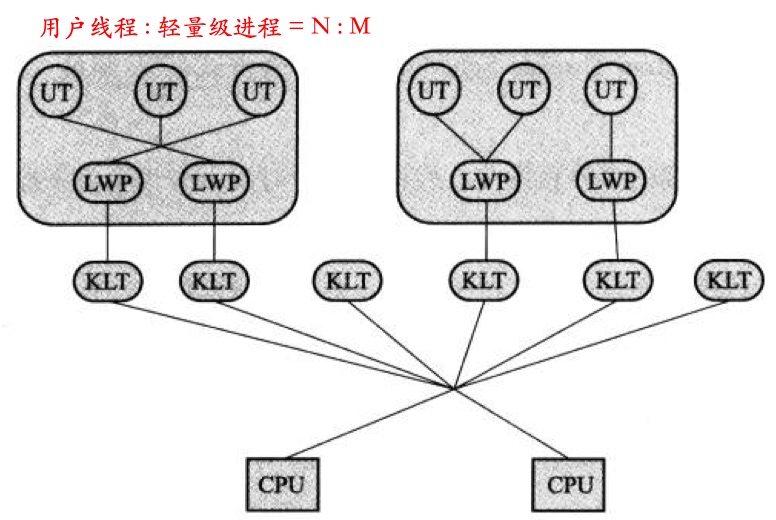 用户线程:轻量级进程 = N : M
UT UT UT UT UT UT
LWP LWP LWP LWP
KLT KLT KLT KLT KLT KLT
CPU CPU